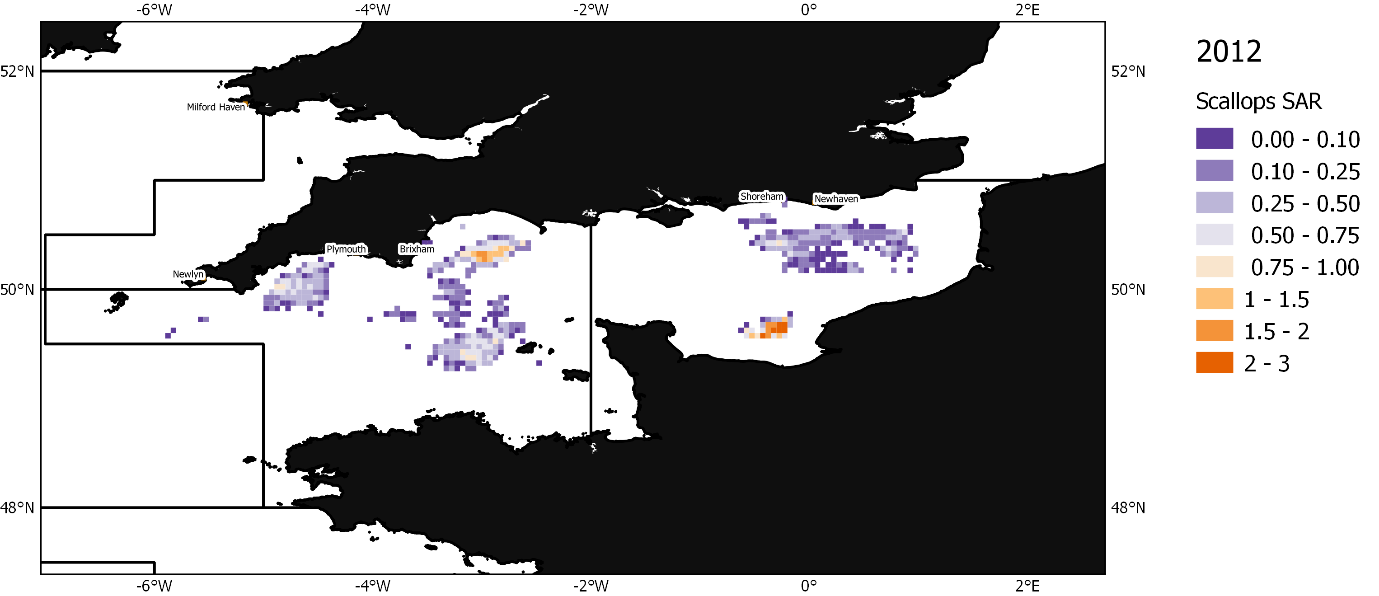 -6°W -4°W -2°W 0° 2°E
2012
52°N 52°N
Scallops SAR
Milford Haven
0.00 - 0.10
0.10 - 0.25
Shoreham Newhaven
0.25 - 0.50
0.50 - 0.75
Plymouth Brixham
0.75 - 1.00
Newlyn
50°N 50°N
1 - 1.5
1.5 - 2
2 - 3
48°N 48°N
-6°W -4°W -2°W 0° 2°E